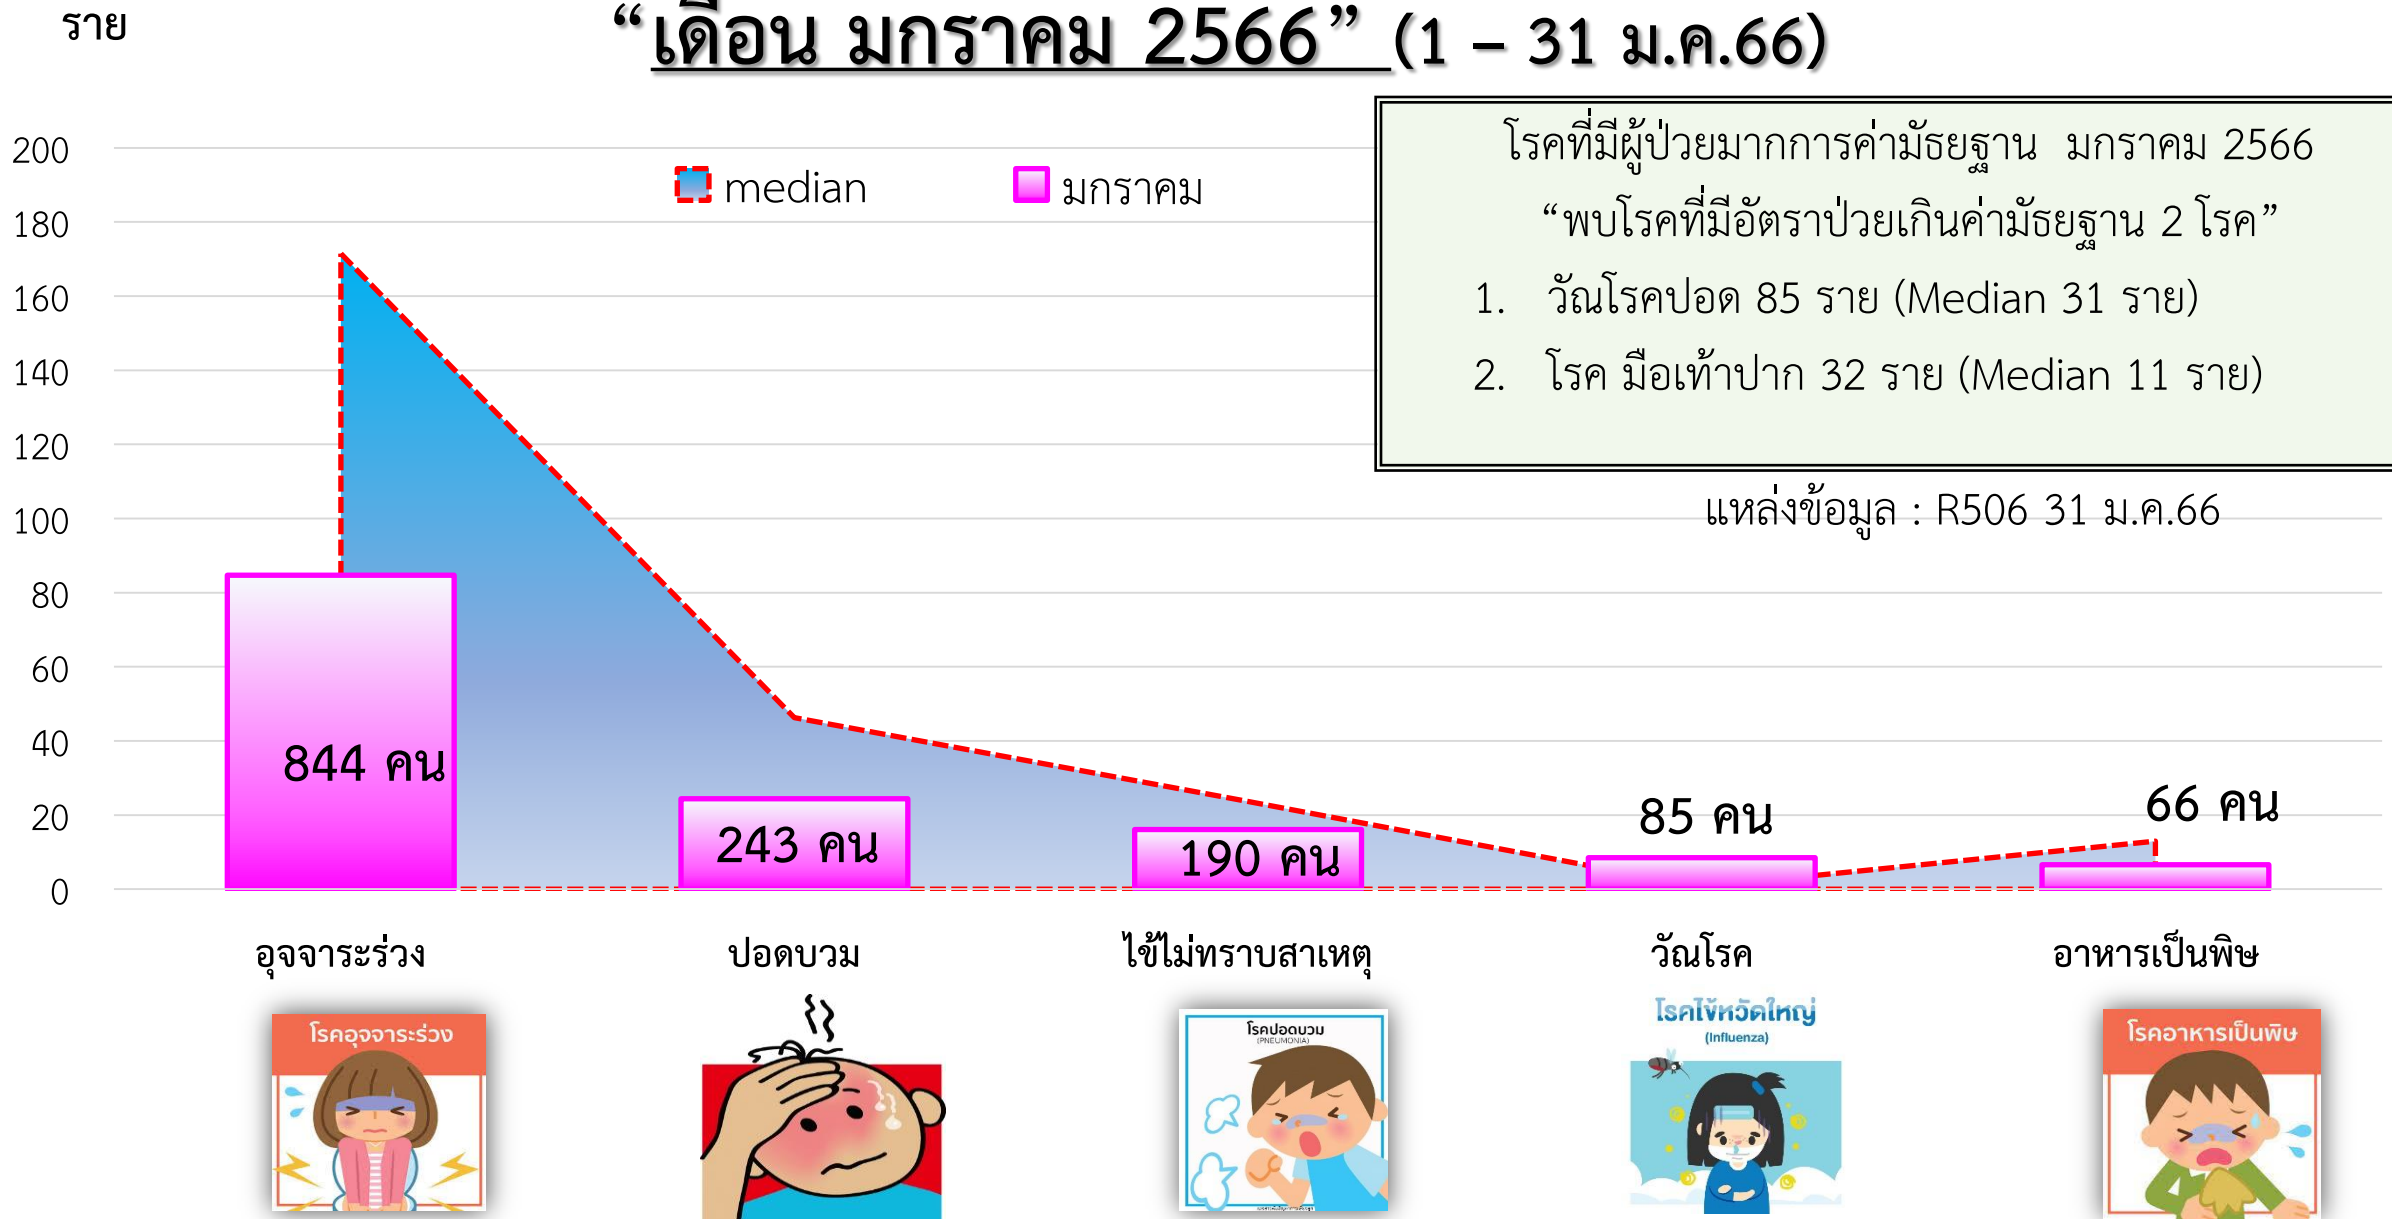 ราย
“เดือน มกราคม 2566” (1 – 31 ม.ค.66)
โรคที่มีผู้ป่วยมากการค่ามัธยฐาน มกราคม 2566
“พบโรคที่มีอัตราป่วยเกินค่ามัธยฐาน 2 โรค”
1. วัณโรคปอด 85 ราย (Median 31 ราย)
2. โรค มือเท้าปาก 32 ราย (Median 11 ราย)
แหล่งข้อมูล : R506 31 ม.ค.66
median
มกราคม
200
180
160
140
120
100
80
60
40
20
0
844 คน
243 คน
190 คน
85 คน
66 คน
อุจจาระร่วง
ปอดบวม
ไข้ไม่ทราบสาเหตุ
วัณโรค
อาหารเป็นพิษ
โรคอุจจาระร่วง
โรคปอดบวม
(PNEUMONIA)
โรคไข้หวัดใหญ่
(Influenza)
โรคอาหารเป็นพิษ